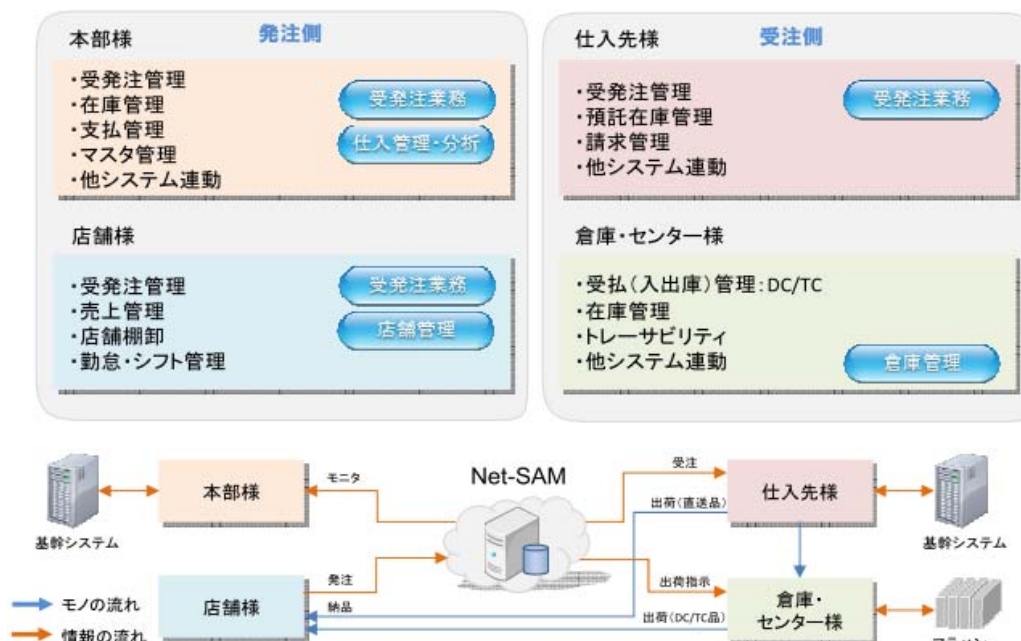 発注側
本部様
・受発注管理
・在庫管理
・支払管理
・マスタ管理
・他システム連動
受発注業務
仕入管理・分析
店舗様
・受発注管理
・売上管理
・店舗棚卸
・勤怠・シフト管理
受発注業務
店舗管理
受注側
仕入先様
・受発注管理
・預託在庫管理
・請求管理
・他システム連動
受発注業務
倉庫・センター様
・受払(入出庫)管理:DC/TC
・在庫管理
・トレーサビリティ
・他システム連動
倉庫管理
基幹システム
本部様
モニタ
Net-SAM
受注
出荷(直送品)
仕入先様
基幹システム
モノの流れ
情報の流れ
店舗様
発注
納品
出荷指示
出荷(DC/TC品)
倉庫・
センター様